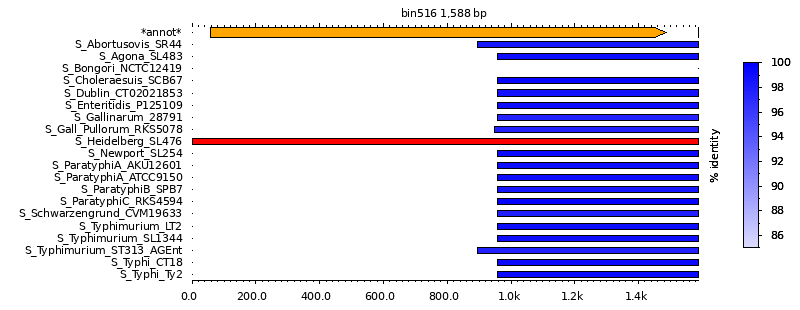 bin516 1,588 bp
*annot*
S_Abortusovis_SR44
S_Agona_SL483
S_Bongori_NCTC12419
S_Choleraesuis_SCB67
S_Dublin_CT02021853
S_Enteritidis_P125109
S_Gallinarum_28791
S_Gall_Pullorum_RKS5078
S_Heidelberg_SL476
S_Newport_SL254
S_ParatyphiA_AKU12601
S_ParatyphiA_ATCC9150
S_ParatyphiB_SPB7
S_ParatyphiC_RKS4594
S_Schwarzengrund_CVM19633
S_Typhimurium_LT2
S_Typhimurium_SL1344
S_Typhimurium_ST313_AGEnt
S_Typhi_CT18
S_Typhi_Ty2
0.0 200.0 400.0 600.0 800.0 1.0k 1.2k 1.4k
% identity
100
98
96
94
92
90
88
86